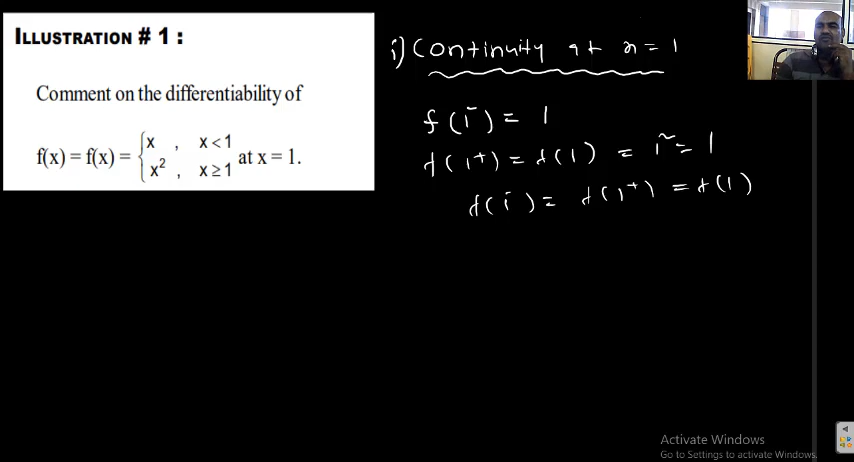 ILLUSTRATION # 1 :
Comment on the differentiability of
f(x) = f(x) = { x , x < 1
x² , x ≥ 1 at x = 1.
i) Continuity at x = 1
f(1⁻) = 1
f(1⁺) = f(1) = 1² = 1
f(1⁻) = f(1⁺) = f(1)
Activate Windows
Go to Settings to activate Windows.